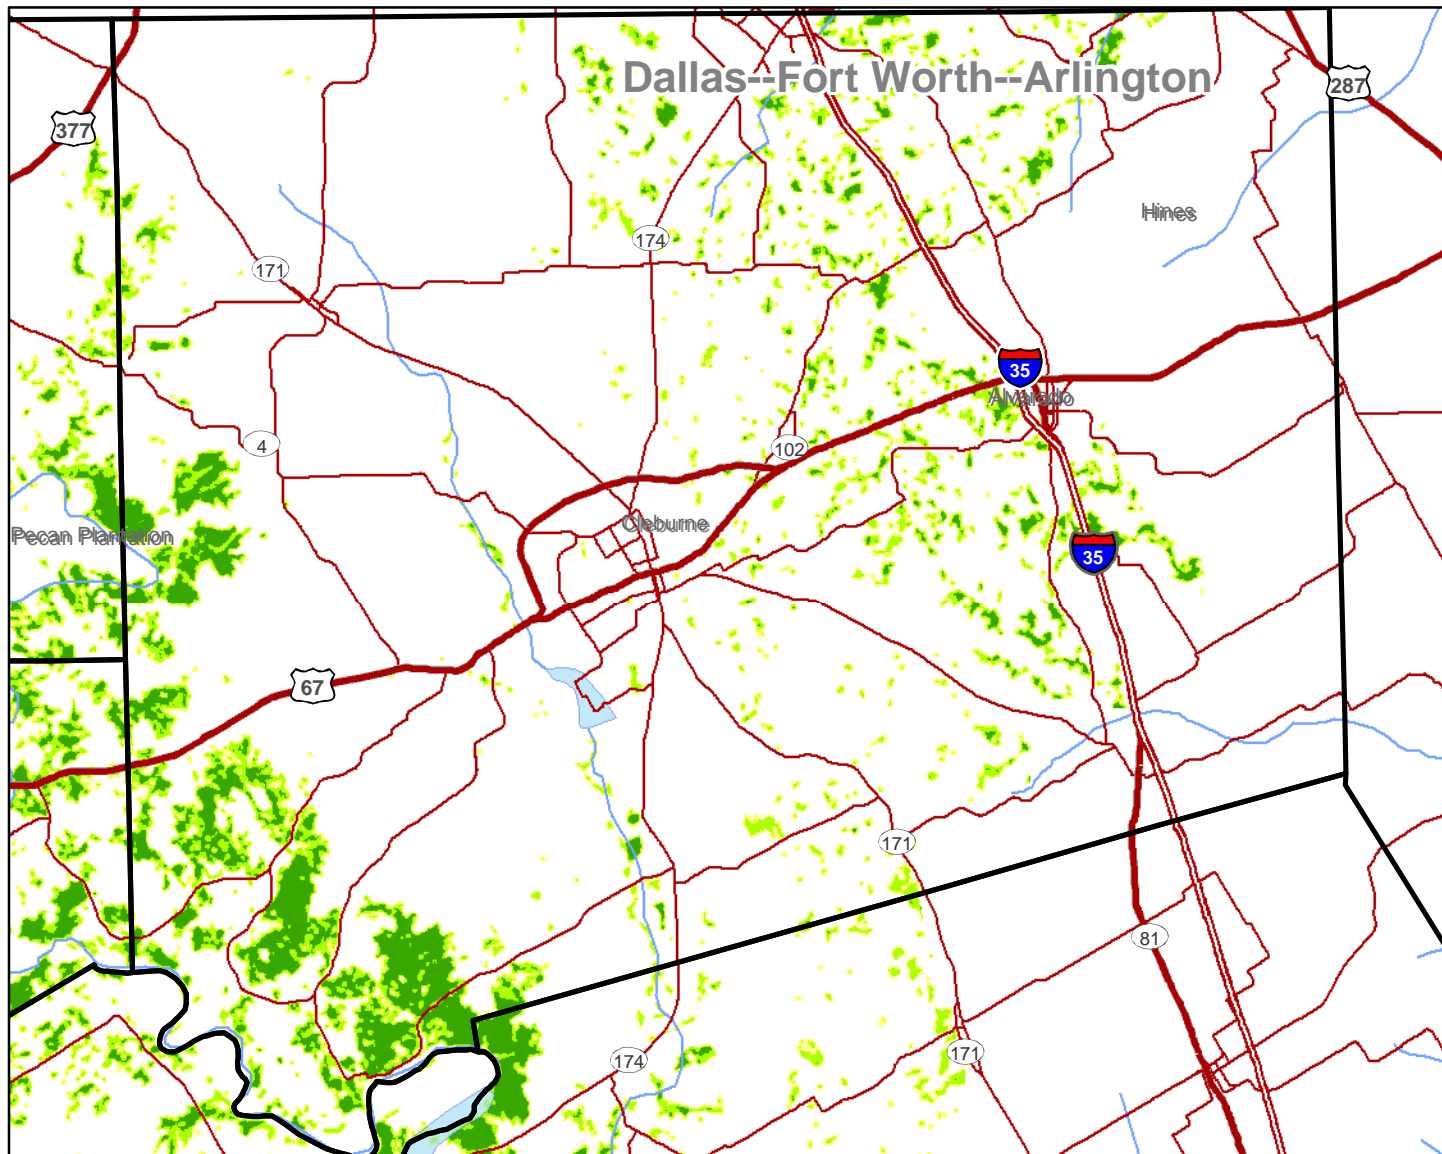 Dallas--Fort Worth--Arlington
287
377
Hines
174
171
35
Alvarado
4
102
Cleburne
Pecan Plantation
35
67
171
81
174
171